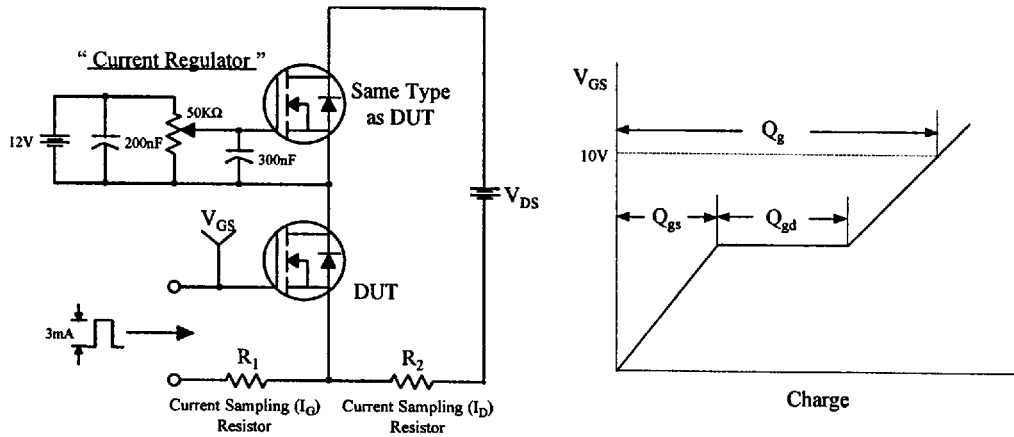 “ Current Regulator ”
Same Type
as DUT
50KΩ
12V
200nF
300nF
V_DS
V_GS
DUT
3mA
R_1
R_2
Current Sampling (I_G)
Resistor
Current Sampling (I_D)
Resistor
V_GS
Q_g
10V
Q_gs
Q_gd
Charge